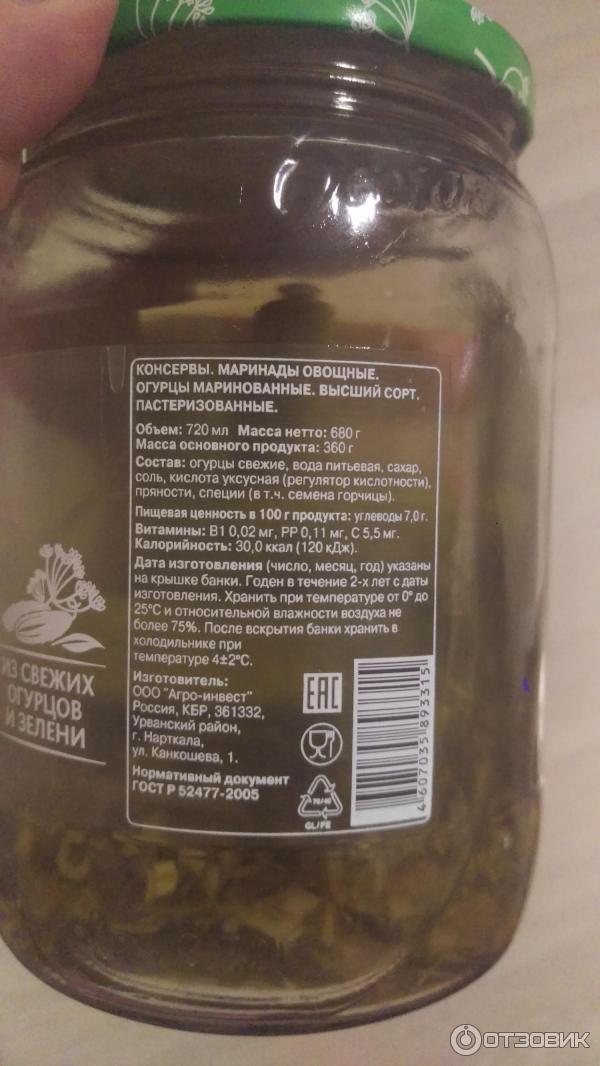 КОНСЕРВЫ. МАРИНАДЫ ОВОЩНЫЕ.
ОГУРЦЫ МАРИНОВАННЫЕ. ВЫСШИЙ СОРТ.
ПАСТЕРИЗОВАННЫЕ.
Объем: 720 мл Масса нетто: 680 г
Масса основного продукта: 360 г
Состав: огурцы свежие, вода питьевая, сахар,
соль, кислота уксусная (регулятор кислотности),
пряности, специи (в т.ч. семена горчицы).
Пищевая ценность в 100 г продукта: углеводы 7,0 г.
Витамины: В1 0,02 мг, РР 0,11 мг, С 5,5 мг.
Калорийность: 30,0 ккал (120 кДж).
Дата изготовления (число, месяц, год) указаны
на крышке банки. Годен в течение 2-х лет с даты
изготовления. Хранить при температуре от 0° до
25°С и относительной влажности воздуха не
более 75%. После вскрытия банки хранить в
холодильнике при
температуре 4±2°С.
Изготовитель:
ООО "Агро-инвест"
Россия, КБР, 361332,
Урванский район,
г. Нарткала,
ул. Канкошева, 1.
Нормативный документ
ГОСТ Р 52477-2005
EAC
70/40
GL/FE
4607035893315
ИЗ СВЕЖИХ
ОГУРЦОВ
И ЗЕЛЕНИ
ОТЗОВИК